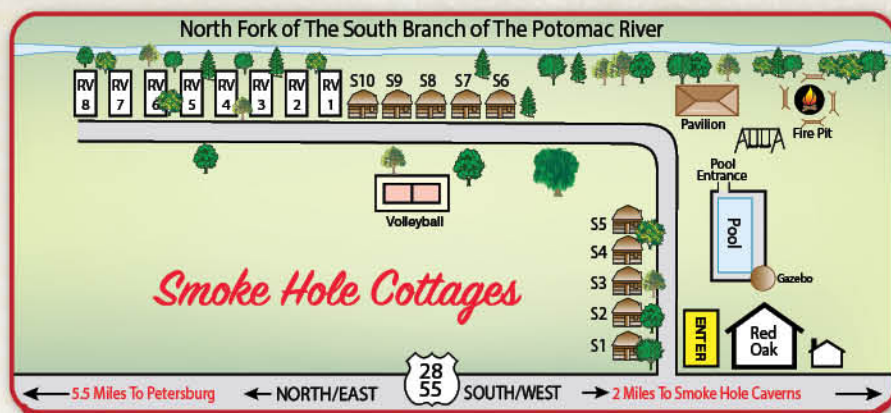 North Fork of The South Branch of The Potomac River
RV 8
RV 7
RV 6
RV 5
RV 4
RV 3
RV 2
RV 1
S10
S9
S8
S7
S6
Pavilion
Fire Pit
Pool
Entrance
Volleyball
Pool
Gazebo
S5
S4
S3
S2
S1
Smoke Hole Cottages
ENTER
Red
Oak
5.5 Miles To Petersburg
NORTH/EAST
28
55
SOUTH/WEST
2 Miles To Smoke Hole Caverns